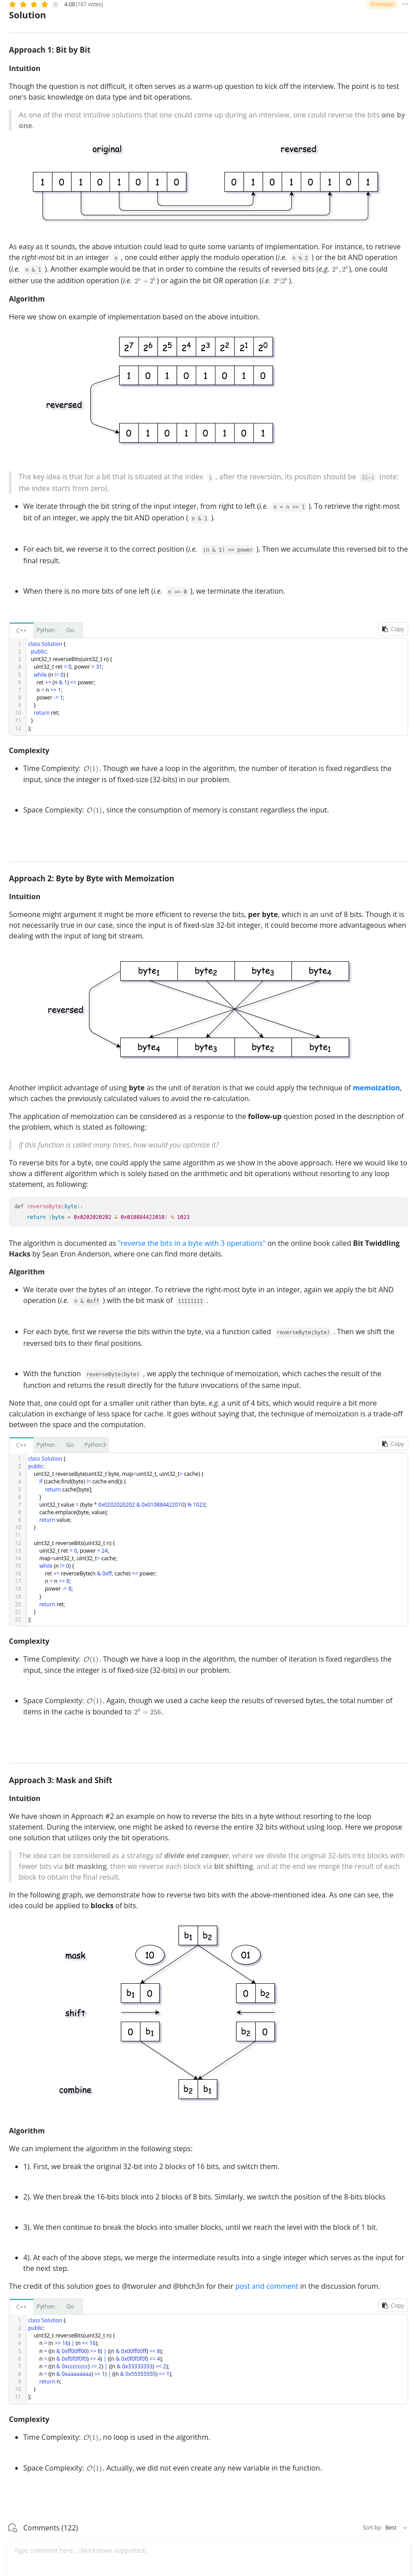 4.08 (167 votes)
Premium
Solution
Approach 1: Bit by Bit
Intuition
Though the question is not difficult, it often serves as a warm-up question to kick off the interview. The point is to test
one's basic knowledge on data type and bit operations.
As one of the most intuitive solutions that one could come up during an interview, one could reverse the bits one by
one.
original reversed
1 0 1 0 1 0 1 0 0 1 0 1 0 1 0 1
As easy as it sounds, the above intuition could lead to quite some variants of implementation. For instance, to retrieve
the right-most bit in an integer n , one could either apply the modulo operation (i.e. n % 2 ) or the bit AND operation
(i.e. n & 1 ). Another example would be that in order to combine the results of reversed bits (e.g. 2^a, 2^b), one could
either use the addition operation (i.e. 2^a + 2^b) or again the bit OR operation (i.e. 2^a|2^b).
Algorithm
Here we show on example of implementation based on the above intuition.
2^7 2^6 2^5 2^4 2^3 2^2 2^1 2^0
1 0 1 0 1 0 1 0
reversed
0 1 0 1 0 1 0 1
The key idea is that for a bit that is situated at the index i , after the reversion, its position should be 31-i (note:
the index starts from zero).
• We iterate through the bit string of the input integer, from right to left (i.e. n = n >> 1 ). To retrieve the right-most
bit of an integer, we apply the bit AND operation ( n & 1 ).
• For each bit, we reverse it to the correct position (i.e. (n & 1) << power ). Then we accumulate this reversed bit to the
final result.
• When there is no more bits of one left (i.e. n == 0 ), we terminate the iteration.
C++ Python Go Copy
1 class Solution {
2 public:
3 uint32_t reverseBits(uint32_t n) {
4 uint32_t ret = 0, power = 31;
5 while (n != 0) {
6 ret += (n & 1) << power;
7 n = n >> 1;
8 power -= 1;
9 }
10 return ret;
11 }
12 };
Complexity
• Time Complexity: O(1). Though we have a loop in the algorithm, the number of iteration is fixed regardless the
input, since the integer is of fixed-size (32-bits) in our problem.
• Space Complexity: O(1), since the consumption of memory is constant regardless the input.
Approach 2: Byte by Byte with Memoization
Intuition
Someone might argument it might be more efficient to reverse the bits, per byte, which is an unit of 8 bits. Though it is
not necessarily true in our case, since the input is of fixed-size 32-bit integer, it could become more advantageous when
dealing with the input of long bit stream.
byte1 byte2 byte3 byte4
reversed
byte4 byte3 byte2 byte1
Another implicit advantage of using byte as the unit of iteration is that we could apply the technique of memoization,
which caches the previously calculated values to avoid the re-calculation.
The application of memoization can be considered as a response to the follow-up question posed in the description of
the problem, which is stated as following:
If this function is called many times, how would you optimize it?
To reverse bits for a byte, one could apply the same algorithm as we show in the above approach. Here we would like to
show a different algorithm which is solely based on the arithmetic and bit operations without resorting to any loop
statement, as following:
def reverseByte(byte):
return (byte * 0x0202020202 & 0x010884422010) % 1023
The algorithm is documented as "reverse the bits in a byte with 3 operations" on the online book called Bit Twiddling
Hacks by Sean Eron Anderson, where one can find more details.
Algorithm
• We iterate over the bytes of an integer. To retrieve the right-most byte in an integer, again we apply the bit AND
operation (i.e. n & 0xff ) with the bit mask of 11111111 .
• For each byte, first we reverse the bits within the byte, via a function called reverseByte(byte) . Then we shift the
reversed bits to their final positions.
• With the function reverseByte(byte) , we apply the technique of memoization, which caches the result of the
function and returns the result directly for the future invocations of the same input.
Note that, one could opt for a smaller unit rather than byte, e.g. a unit of 4 bits, which would require a bit more
calculation in exchange of less space for cache. It goes without saying that, the technique of memoization is a trade-off
between the space and the computation.
C++ Python Go Python3 Copy
1 class Solution {
2 public:
3 uint32_t reverseByte(uint32_t byte, map<uint32_t, uint32_t> cache) {
4 if (cache.find(byte) != cache.end()) {
5 return cache[byte];
6 }
7 uint32_t value = (byte * 0x0202020202 & 0x010884422010) % 1023;
8 cache.emplace(byte, value);
9 return value;
10 }
11
12 uint32_t reverseBits(uint32_t n) {
13 uint32_t ret = 0, power = 24;
14 map<uint32_t, uint32_t> cache;
15 while (n != 0) {
16 ret += reverseByte(n & 0xff, cache) << power;
17 n = n >> 8;
18 power -= 8;
19 }
20 return ret;
21 }
22 };
Complexity
• Time Complexity: O(1). Though we have a loop in the algorithm, the number of iteration is fixed regardless the
input, since the integer is of fixed-size (32-bits) in our problem.
• Space Complexity: O(1). Again, though we used a cache keep the results of reversed bytes, the total number of
items in the cache is bounded to 2^8 = 256.
Approach 3: Mask and Shift
Intuition
We have shown in Approach #2 an example on how to reverse the bits in a byte without resorting to the loop
statement. During the interview, one might be asked to reverse the entire 32 bits without using loop. Here we propose
one solution that utilizes only the bit operations.
The idea can be considered as a strategy of divide and conquer, where we divide the original 32-bits into blocks with
fewer bits via bit masking, then we reverse each block via bit shifting, and at the end we merge the result of each
block to obtain the final result.
In the following graph, we demonstrate how to reverse two bits with the above-mentioned idea. As one can see, the
idea could be applied to blocks of bits.
b1 b2
mask 10 01
b1 0 0 b2
shift
0 b1 b2 0
combine b2 b1
Algorithm
We can implement the algorithm in the following steps:
• 1). First, we break the original 32-bit into 2 blocks of 16 bits, and switch them.
• 2). We then break the 16-bits block into 2 blocks of 8 bits. Similarly, we switch the position of the 8-bits blocks
• 3). We then continue to break the blocks into smaller blocks, until we reach the level with the block of 1 bit.
• 4). At each of the above steps, we merge the intermediate results into a single integer which serves as the input for
the next step.
The credit of this solution goes to @tworuler and @bhch3n for their post and comment in the discussion forum.
C++ Python Go Copy
1 class Solution {
2 public:
3 uint32_t reverseBits(uint32_t n) {
4 n = (n >> 16) | (n << 16);
5 n = ((n & 0xff00ff00) >> 8) | ((n & 0x00ff00ff) << 8);
6 n = ((n & 0xf0f0f0f0) >> 4) | ((n & 0x0f0f0f0f) << 4);
7 n = ((n & 0xcccccccc) >> 2) | ((n & 0x33333333) << 2);
8 n = ((n & 0xaaaaaaaa) >> 1) | ((n & 0x55555555) << 1);
9 return n;
10 }
11 };
Complexity
• Time Complexity: O(1), no loop is used in the algorithm.
• Space Complexity: O(1). Actually, we did not even create any new variable in the function.
Comments (122) Sort by: Best
Type comment here....(Markdown supported)